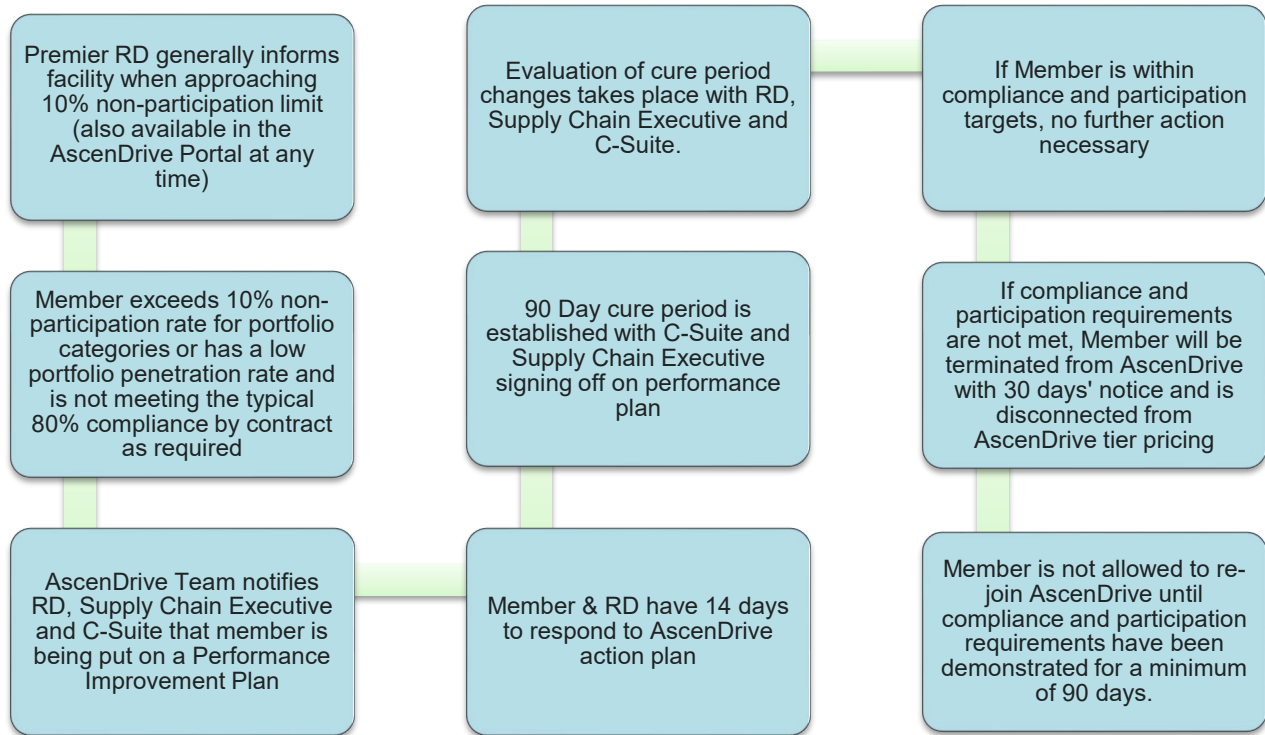 Premier RD generally informs
facility when approaching
10% non-participation limit
(also available in the
AscenDrive Portal at any
time)
Member exceeds 10% non-
participation rate for portfolio
categories or has a low
portfolio penetration rate and
is not meeting the typical
80% compliance by contract
as required
AscenDrive Team notifies
RD, Supply Chain Executive
and C-Suite that member is
being put on a Performance
Improvement Plan
Member & RD have 14 days
to respond to AscenDrive
action plan
90 Day cure period is
established with C-Suite and
Supply Chain Executive
signing off on performance
plan
Evaluation of cure period
changes takes place with RD,
Supply Chain Executive and
C-Suite.
If Member is within
compliance and participation
targets, no further action
necessary
If compliance and
participation requirements
are not met, Member will be
terminated from AscenDrive
with 30 days' notice and is
disconnected from
AscenDrive tier pricing
Member is not allowed to re-
join AscenDrive until
compliance and participation
requirements have been
demonstrated for a minimum
of 90 days.